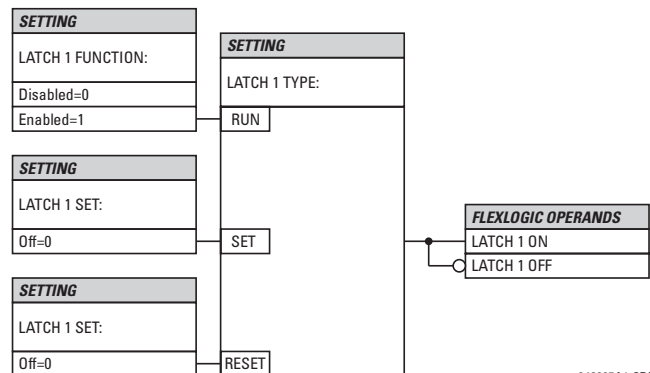 SETTING
LATCH 1 FUNCTION:
Disabled=0
Enabled=1
SETTING
LATCH 1 TYPE:
RUN
SETTING
LATCH 1 SET:
Off=0
SET
SETTING
LATCH 1 SET:
Off=0
RESET
FLEXLOGIC OPERANDS
LATCH 1 ON
LATCH 1 OFF